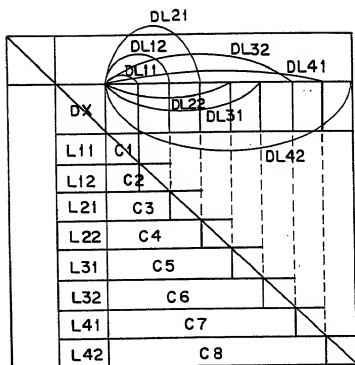 DL21
DL12 DL32 DL41
DL11
DX DL22 DL31
DL42
L11 C1
L12 C2
L21 C3
L22 C4
L31 C5
L32 C6
L41 C7
L42 C8